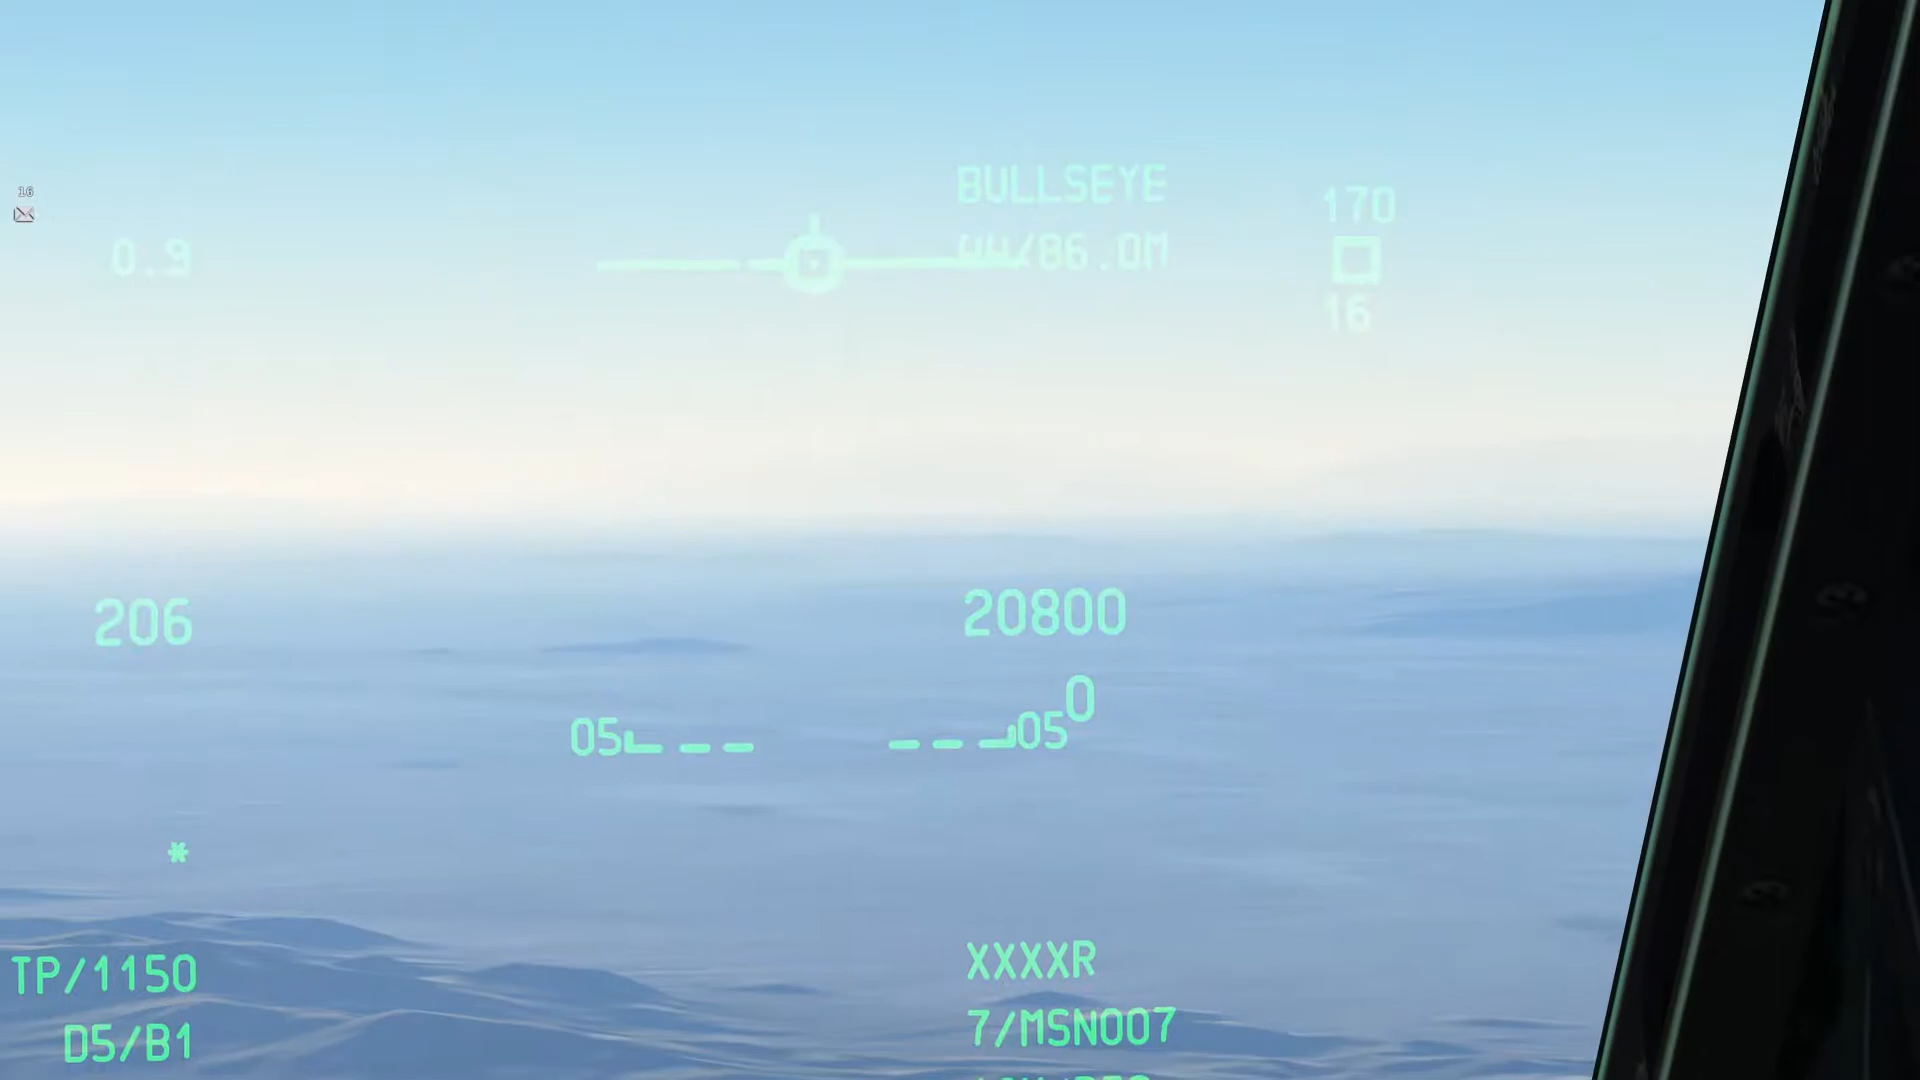 16
BULLSEYE
170
0.9
/86.0M
16
206
20800
0
05 05
*
TP/1150
XXXXR
D5/B1
7/MSN007